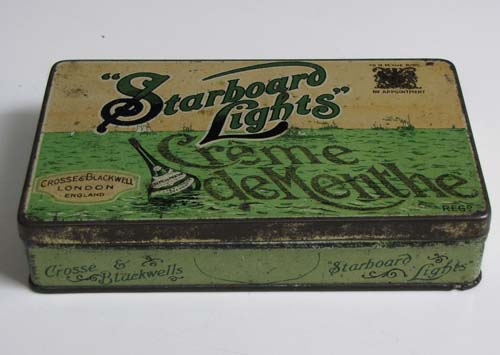 "Starboard
Lights"
BY APPOINTMENT
Crème
de Menthe
CROSSE & BLACKWELL
LONDON
ENGLAND
REGD
Crosse &
Blackwells
"Starboard
Lights"